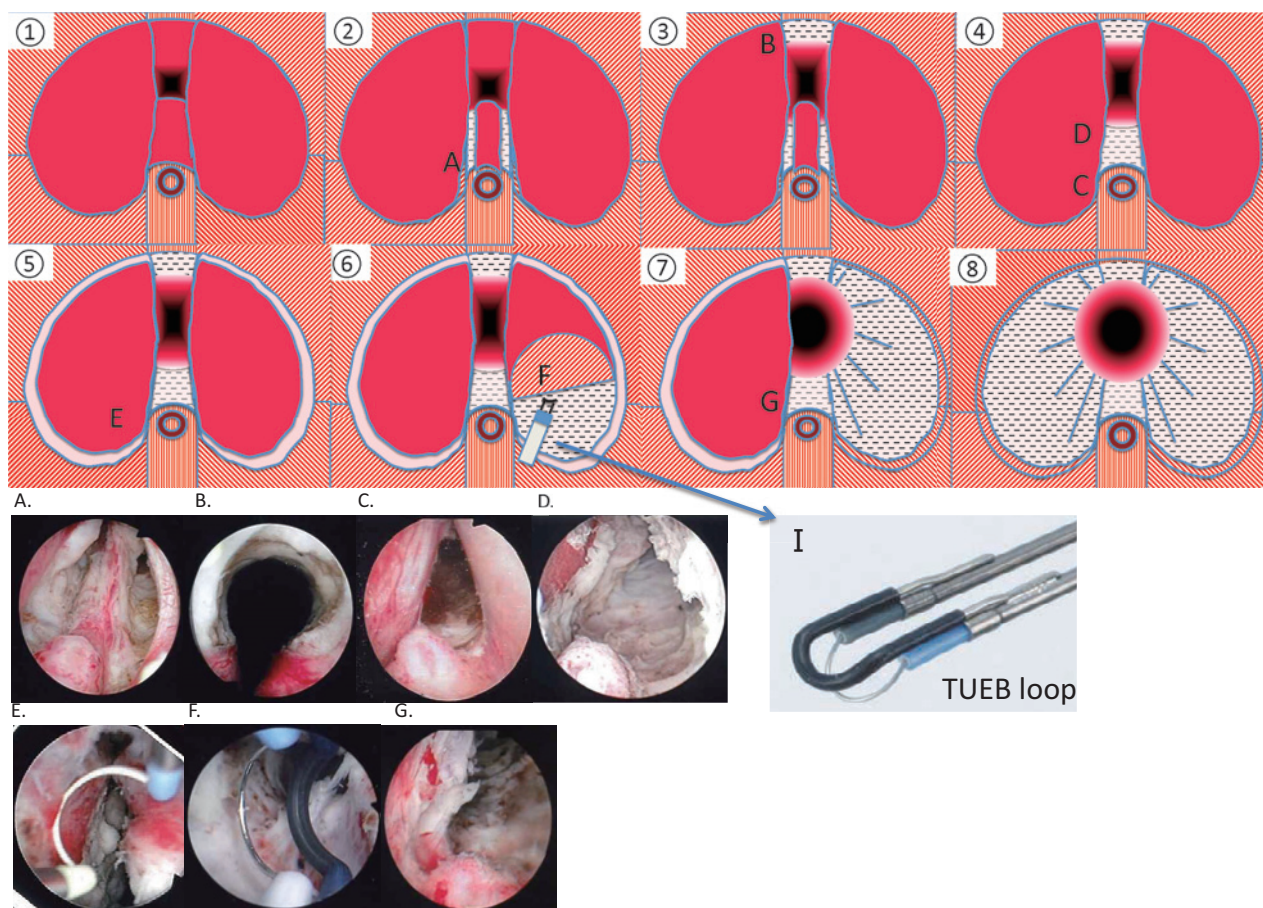 ① ② ③ ④
B
A
D
C
⑤ ⑥ ⑦ ⑧
F
E
G
A. B. C. D.
I
TUEB loop
E. F. G.